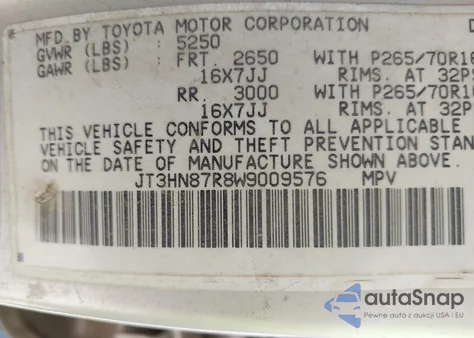 MFD.BY TOYOTA MOTOR CORPORATION D
GVWR (LBS) : 5250
GAWR (LBS) : FRT. 2650 WITH P265/70R16
16X7JJ RIMS. AT 32P
RR. 3000 WITH P265/70R16
16X7JJ RIMS. AT 32P
THIS VEHICLE CONFORMS TO ALL APPLICABLE
VEHICLE SAFETY AND THEFT PREVENTION STAN
ON THE DATE OF MANUFACTURE SHOWN ABOVE.
JT3HN87R8W9009576 MPV
autoSnap
Pewne auta z aukcji USA i EU